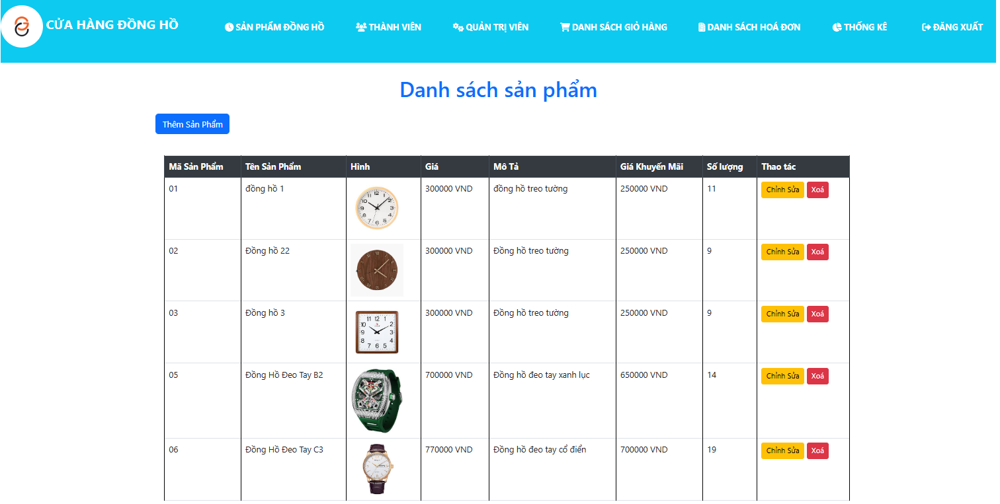 CỬA HÀNG ĐỒNG HỒ
SẢN PHẨM ĐỒNG HỒ
THÀNH VIÊN
QUẢN TRỊ VIÊN
DANH SÁCH GIỎ HÀNG
DANH SÁCH HOÁ ĐƠN
THỐNG KÊ
ĐĂNG XUẤT
Danh sách sản phẩm
Thêm Sản Phẩm
Mã Sản Phẩm Tên Sản Phẩm Hình Giá Mô Tả Giá Khuyến Mãi Số lượng Thao tác
01 đồng hồ 1 300000 VND đồng hồ treo tường 250000 VND 11 Chỉnh Sửa Xoá
02 Đồng hồ 22 300000 VND Đồng hồ treo tường 250000 VND 9 Chỉnh Sửa Xoá
03 Đồng hồ 3 300000 VND Đồng hồ treo tường 250000 VND 9 Chỉnh Sửa Xoá
05 Đồng Hồ Đeo Tay B2 700000 VND Đồng hồ đeo tay xanh lục 650000 VND 14 Chỉnh Sửa Xoá
06 Đồng Hồ Đeo Tay C3 770000 VND Đồng hồ đeo tay cổ điển 700000 VND 19 Chỉnh Sửa Xoá